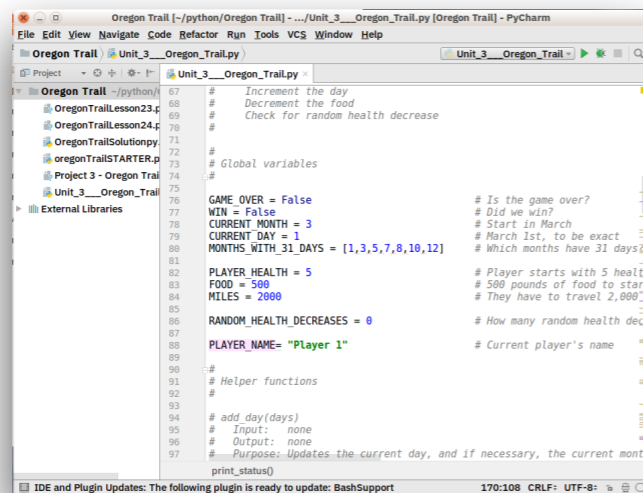 Oregon Trail [~/python/Oregon Trail] - .../Unit_3___Oregon_Trail.py [Oregon Trail] - PyCharm
File Edit View Navigate Code Refactor Run Tools VCS Window Help
Oregon Trail Unit_3___Oregon_Trail.py Unit_3___Oregon_Trail
Project Unit_3___Oregon_Trail.py
Oregon Trail ~/python/
OregonTrailLesson23.p
OregonTrailLesson24.p
OregonTrailSolutionpy.
oregonTrailSTARTER.p
Project 3 - Oregon Trai
Unit_3___Oregon_Trail
External Libraries
67 # Increment the day
68 # Decrement the food
69 # Check for random health decrease
70 #
71
72 #
73 # Global variables
74 #
75
76 GAME_OVER = False # Is the game over?
77 WIN = False # Did we win?
78 CURRENT_MONTH = 3 # Start in March
79 CURRENT_DAY = 1 # March 1st, to be exact
80 MONTHS_WITH_31_DAYS = [1,3,5,7,8,10,12] # Which months have 31 days?
81
82 PLAYER_HEALTH = 5 # Player starts with 5 healt
83 FOOD = 500 # 500 pounds of food to star
84 MILES = 2000 # They have to travel 2,000
85
86 RANDOM_HEALTH_DECREASES = 0 # How many random health dec
87
88 PLAYER_NAME= "Player 1" # Current player's name
89
90 #
91 # Helper functions
92 #
93
94 # add_day(days)
95 # Input: none
96 # Output: none
97 # Purpose: Updates the current day, and if necessary, the current mont
print_status()
IDE and Plugin Updates: The following plugin is ready to update: BashSupport 170:108 CRLF: UTF-8: